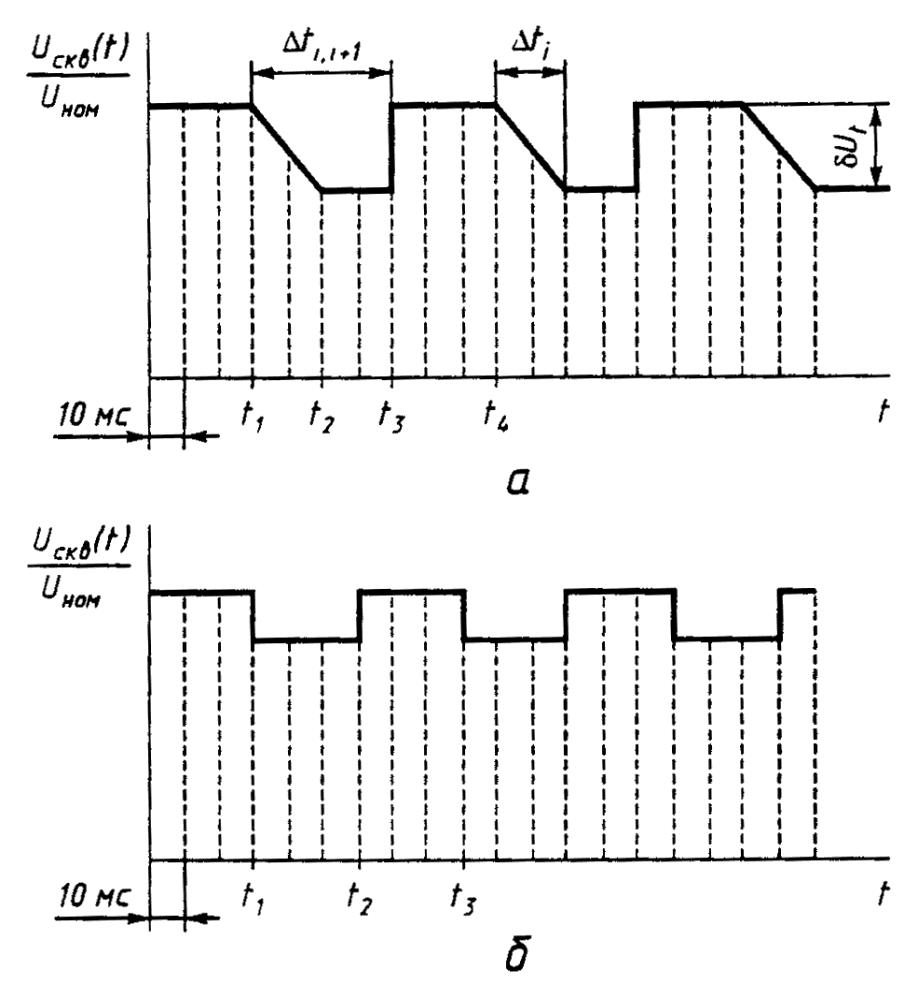 U_скв(t)
U_ном
Δt_i,i+1
Δt_i
δU_t
10 мс
t_1
t_2
t_3
t_4
t
а
U_скв(t)
U_ном
10 мс
t_1
t_2
t_3
t
б